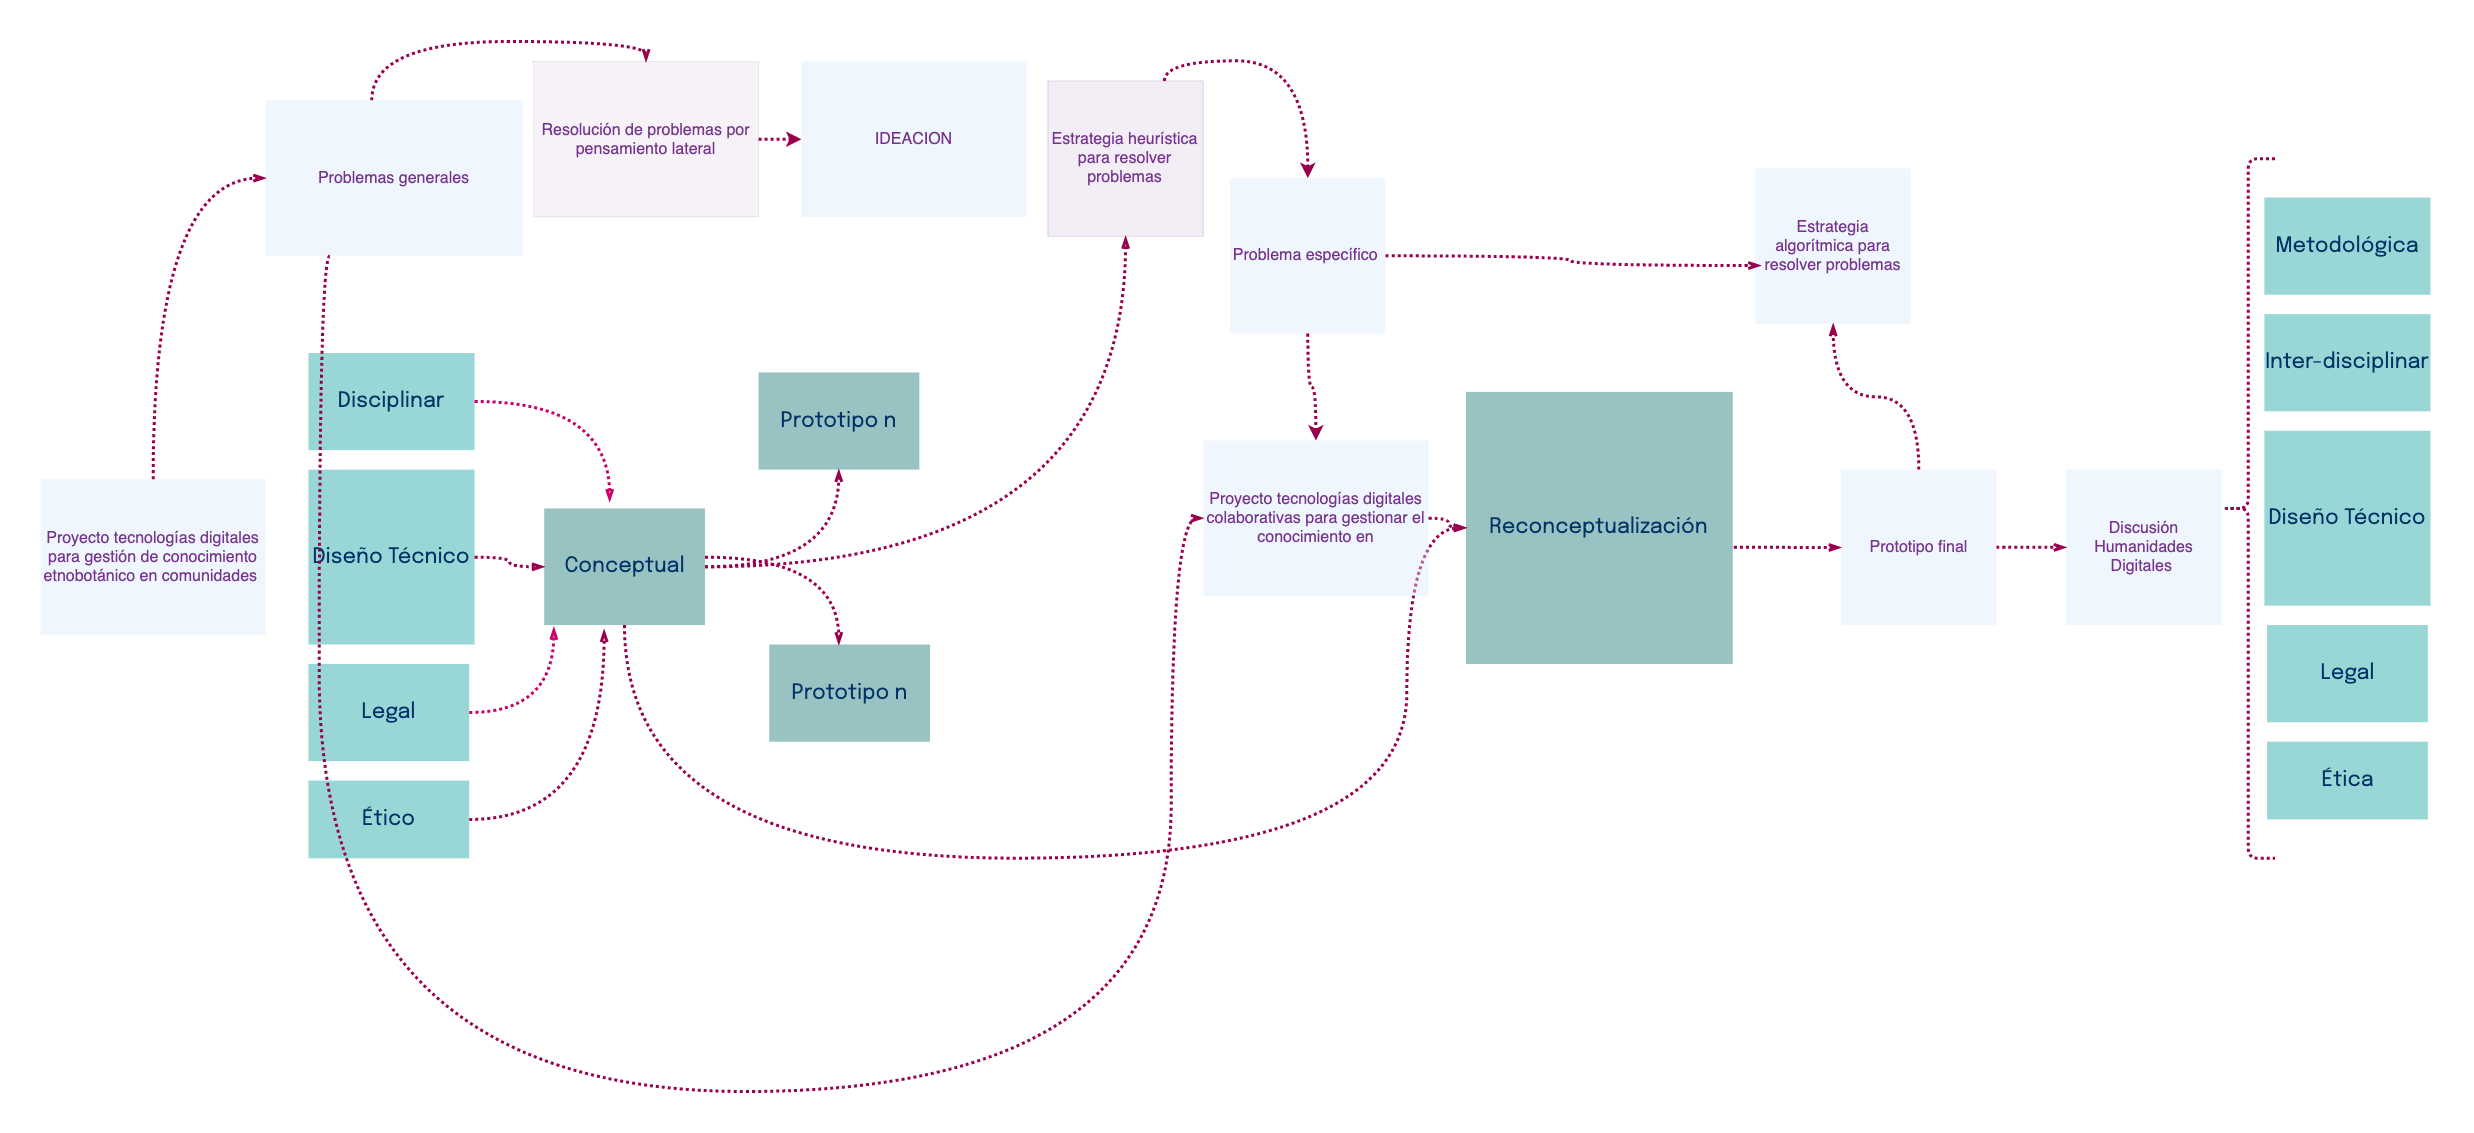 Problemas generales
Resolución de problemas por
pensamiento lateral
IDEACION
Estrategia heurística
para resolver
problemas
Problema específico
Estrategia
algorítmica para
resolver problemas
Proyecto tecnologías digitales
para gestión de conocimiento
etnobotánico en comunidades
Disciplinar
Diseño Técnico
Legal
Ético
Conceptual
Prototipo n
Prototipo n
Proyecto tecnologías digitales
colaborativas para gestionar el
conocimiento en
Reconceptualización
Prototipo final
Discusión
Humanidades
Digitales
Metodológica
Inter-disciplinar
Diseño Técnico
Legal
Ética